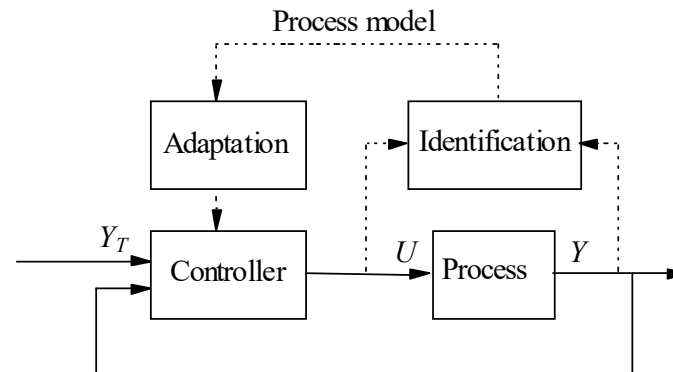 Process model
Adaptation
Identification
Y_T
Controller
U
Process
Y